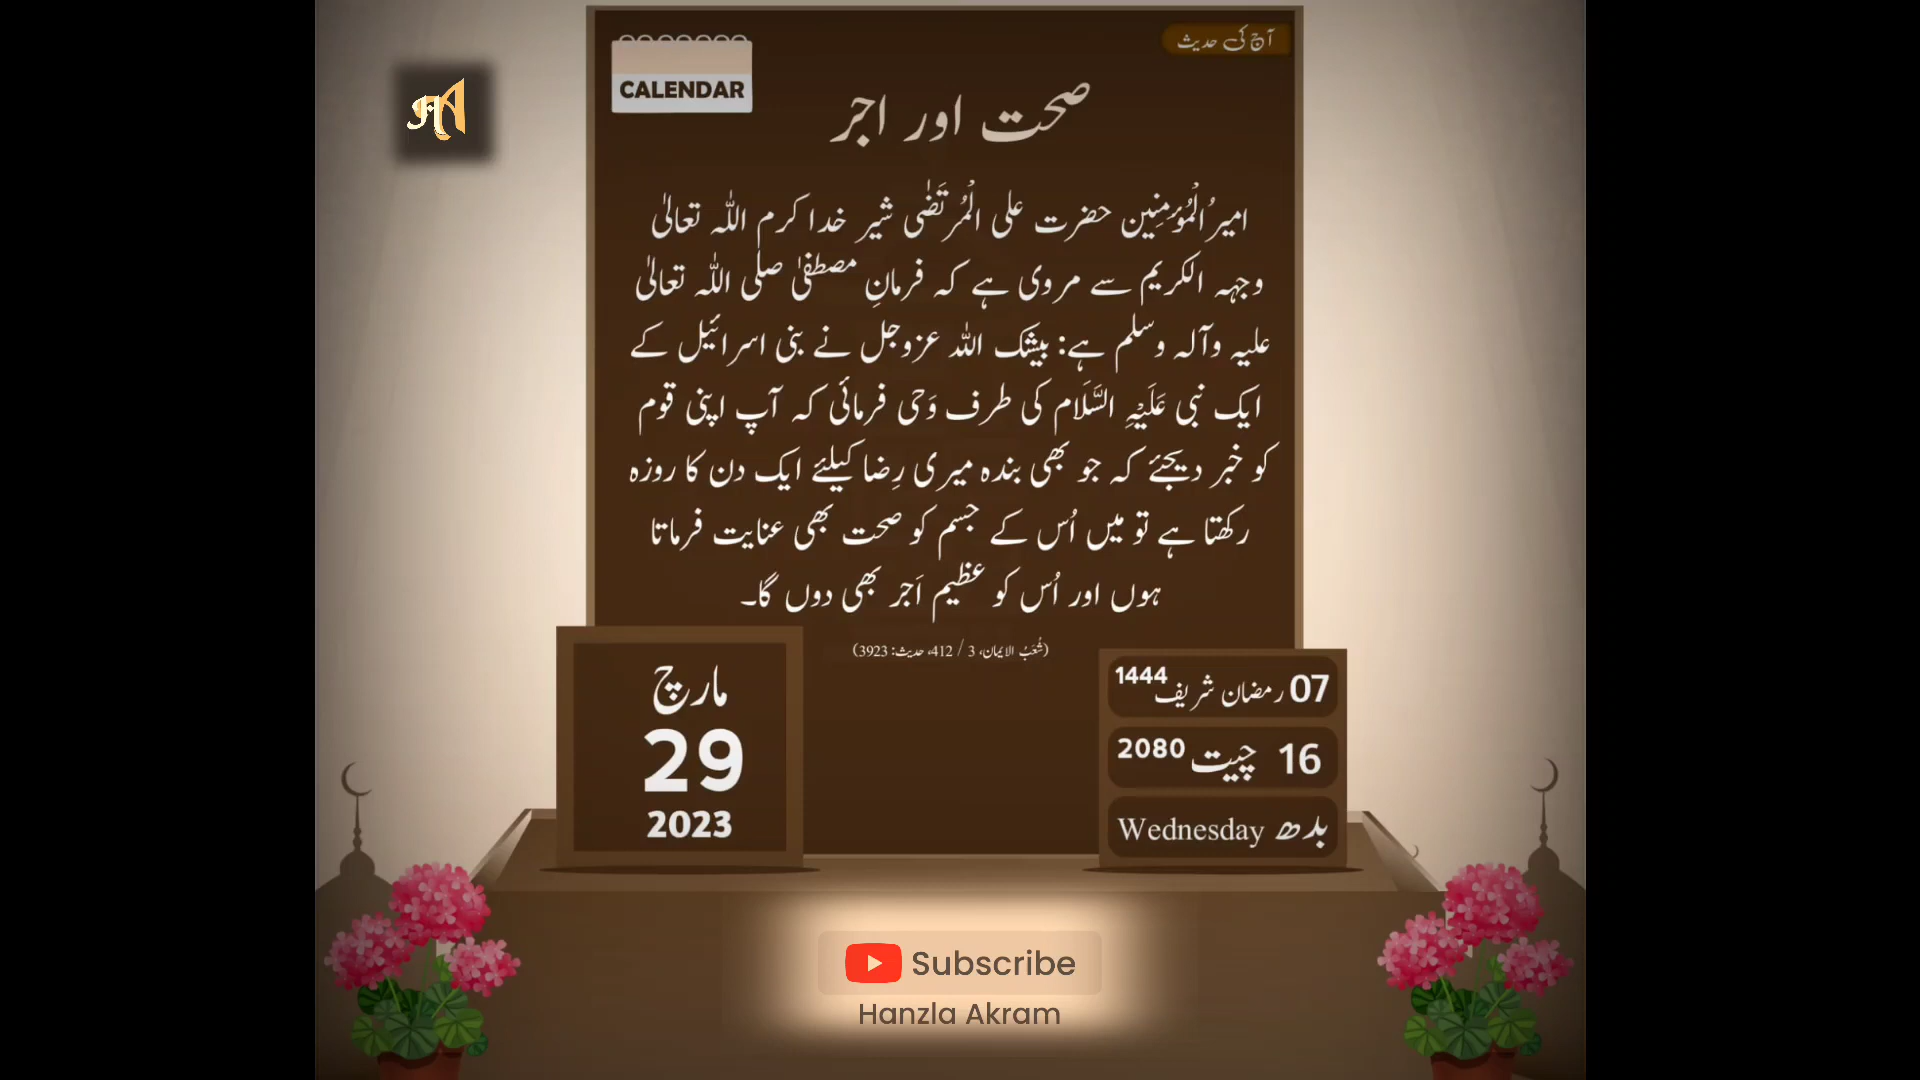 آج کی حدیث
CALENDAR
صحت اور اجر
امیرُالْمُؤمِنِین حضرت علی الْمُرتَضٰی شیر خدا کرم اللہ تعالیٰ
وجہہ الکریم سے مروی ہے کہ فرمانِ مصطفیٰ صلی اللہ تعالیٰ
علیہ وآلہ وسلم ہے: بیشک اللہ عزوجل نے بنی اسرائیل کے
ایک نبی عَلَیْہِ السَّلَام کی طرف وَحی فرمائی کہ آپ اپنی قوم
کو خبر دیجئے کہ جو بھی بندہ میری رِضا کیلئے ایک دن کا روزہ
رکھتا ہے تو میں اُس کے جسم کو صحت بھی عنایت فرماتا
ہوں اور اُس کو عظیم اَجر بھی دوں گا۔
(شُعَبُ الایمان، 3 / 412، حدیث: 3923)
مارچ
29
2023
07 رمضان شریف 1444
16 چیت 2080
بدھ Wednesday
Subscribe
Hanzla Akram